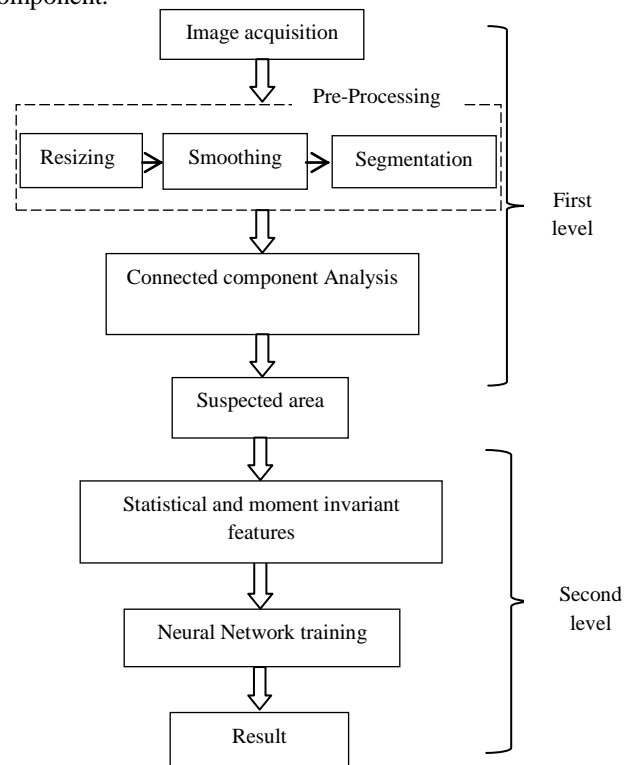 omponent.
Image acquisition
Pre-Processing
Resizing
Smoothing
Segmentation
First
level
Connected component Analysis
Suspected area
Statistical and moment invariant
features
Second
level
Neural Network training
Result